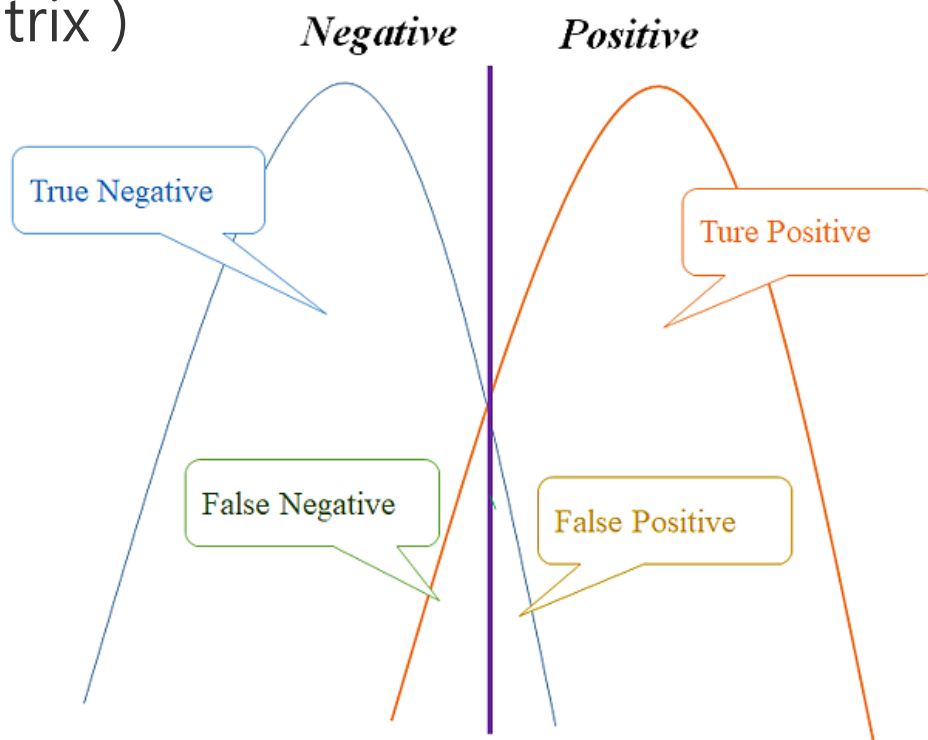 trix )
Negative
Positive
True Negative
Ture Positive
False Negative
False Positive